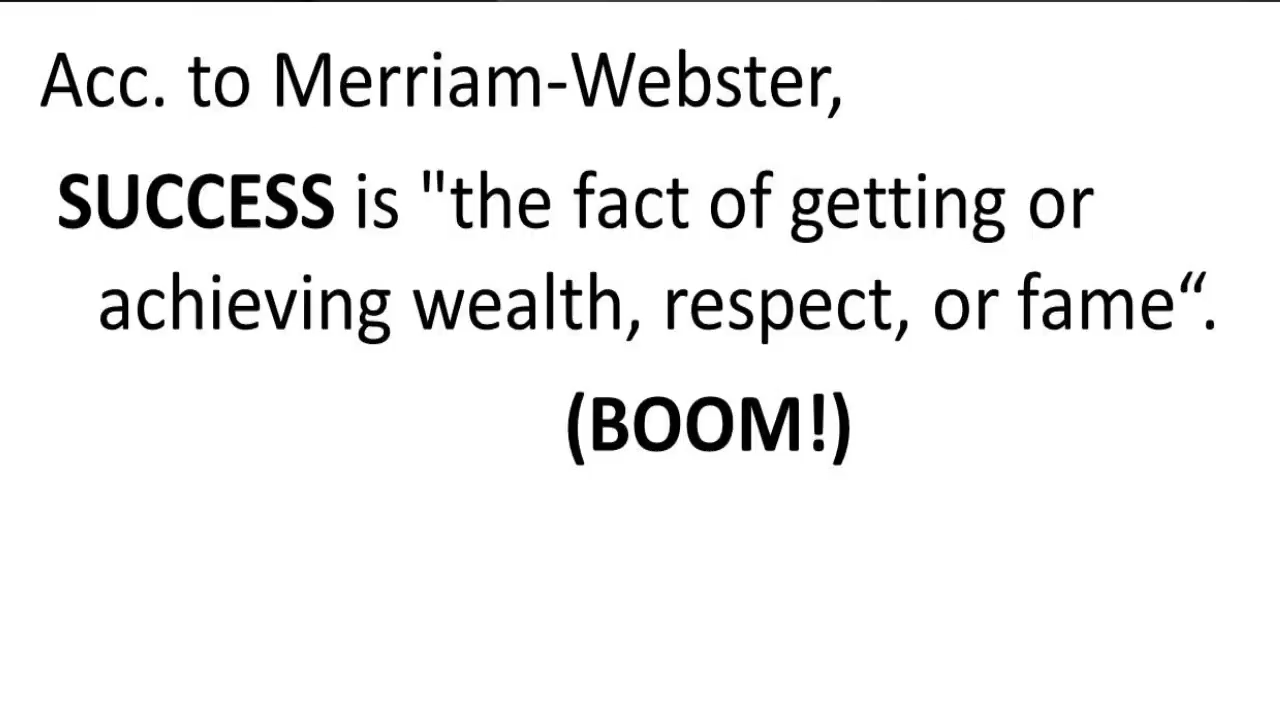 Acc. to Merriam-Webster,
SUCCESS is "the fact of getting or
achieving wealth, respect, or fame“.
(BOOM!)